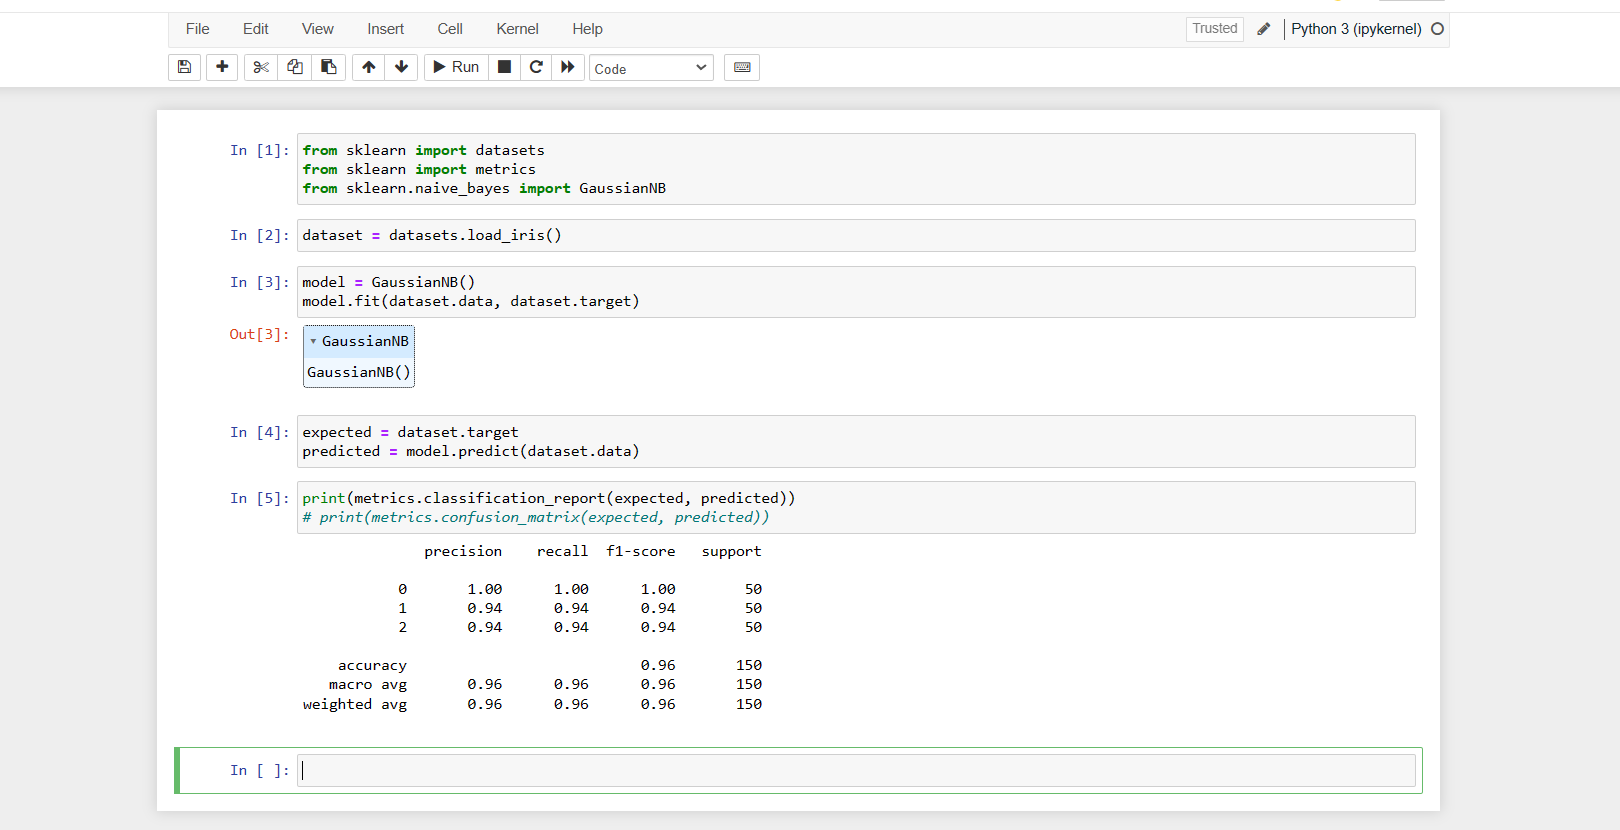 File Edit View Insert Cell Kernel Help Trusted Python 3 (ipykernel)
Run Code
In [1]: from sklearn import datasets
from sklearn import metrics
from sklearn.naive_bayes import GaussianNB
In [2]: dataset = datasets.load_iris()
In [3]: model = GaussianNB()
model.fit(dataset.data, dataset.target)
Out[3]: GaussianNB
GaussianNB()
In [4]: expected = dataset.target
predicted = model.predict(dataset.data)
In [5]: print(metrics.classification_report(expected, predicted))
# print(metrics.confusion_matrix(expected, predicted))
precision recall f1-score support
0 1.00 1.00 1.00 50
1 0.94 0.94 0.94 50
2 0.94 0.94 0.94 50
accuracy 0.96 150
macro avg 0.96 0.96 0.96 150
weighted avg 0.96 0.96 0.96 150
In [ ]: